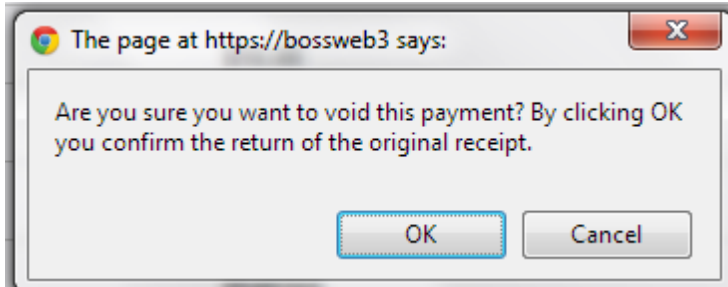 The page at https://bossweb3 says:
Are you sure you want to void this payment? By clicking OK
you confirm the return of the original receipt.
OK
Cancel